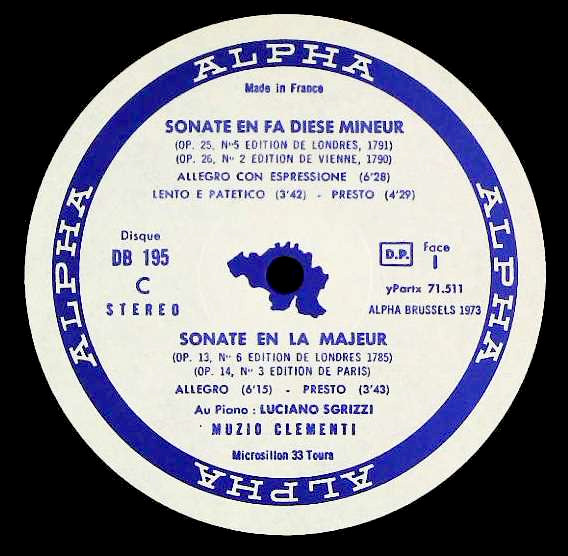 ALPHA
Made in France
SONATE EN FA DIESE MINEUR
(OP. 25, No 5 EDITION DE LONDRES, 1791)
(OP. 26, No 2 EDITION DE VIENNE, 1790)
ALLEGRO CON ESPRESSIONE (6'28)
LENTO E PATETICO (3'42) - PRESTO (4'29)
ALPHA
ALPHA
Disque
DB 195
C
STEREO
D.P.
Face
I
yPartx 71.511
ALPHA BRUSSELS 1973
SONATE EN LA MAJEUR
(OP. 13, No 6 EDITION DE LONDRES 1785)
(OP. 14, No 3 EDITION DE PARIS)
ALLEGRO (6'15) - PRESTO (3'43)
Au Piano : LUCIANO SGRIZZI
MUZIO CLEMENTI
Microsillon 33 Tours
ALPHA